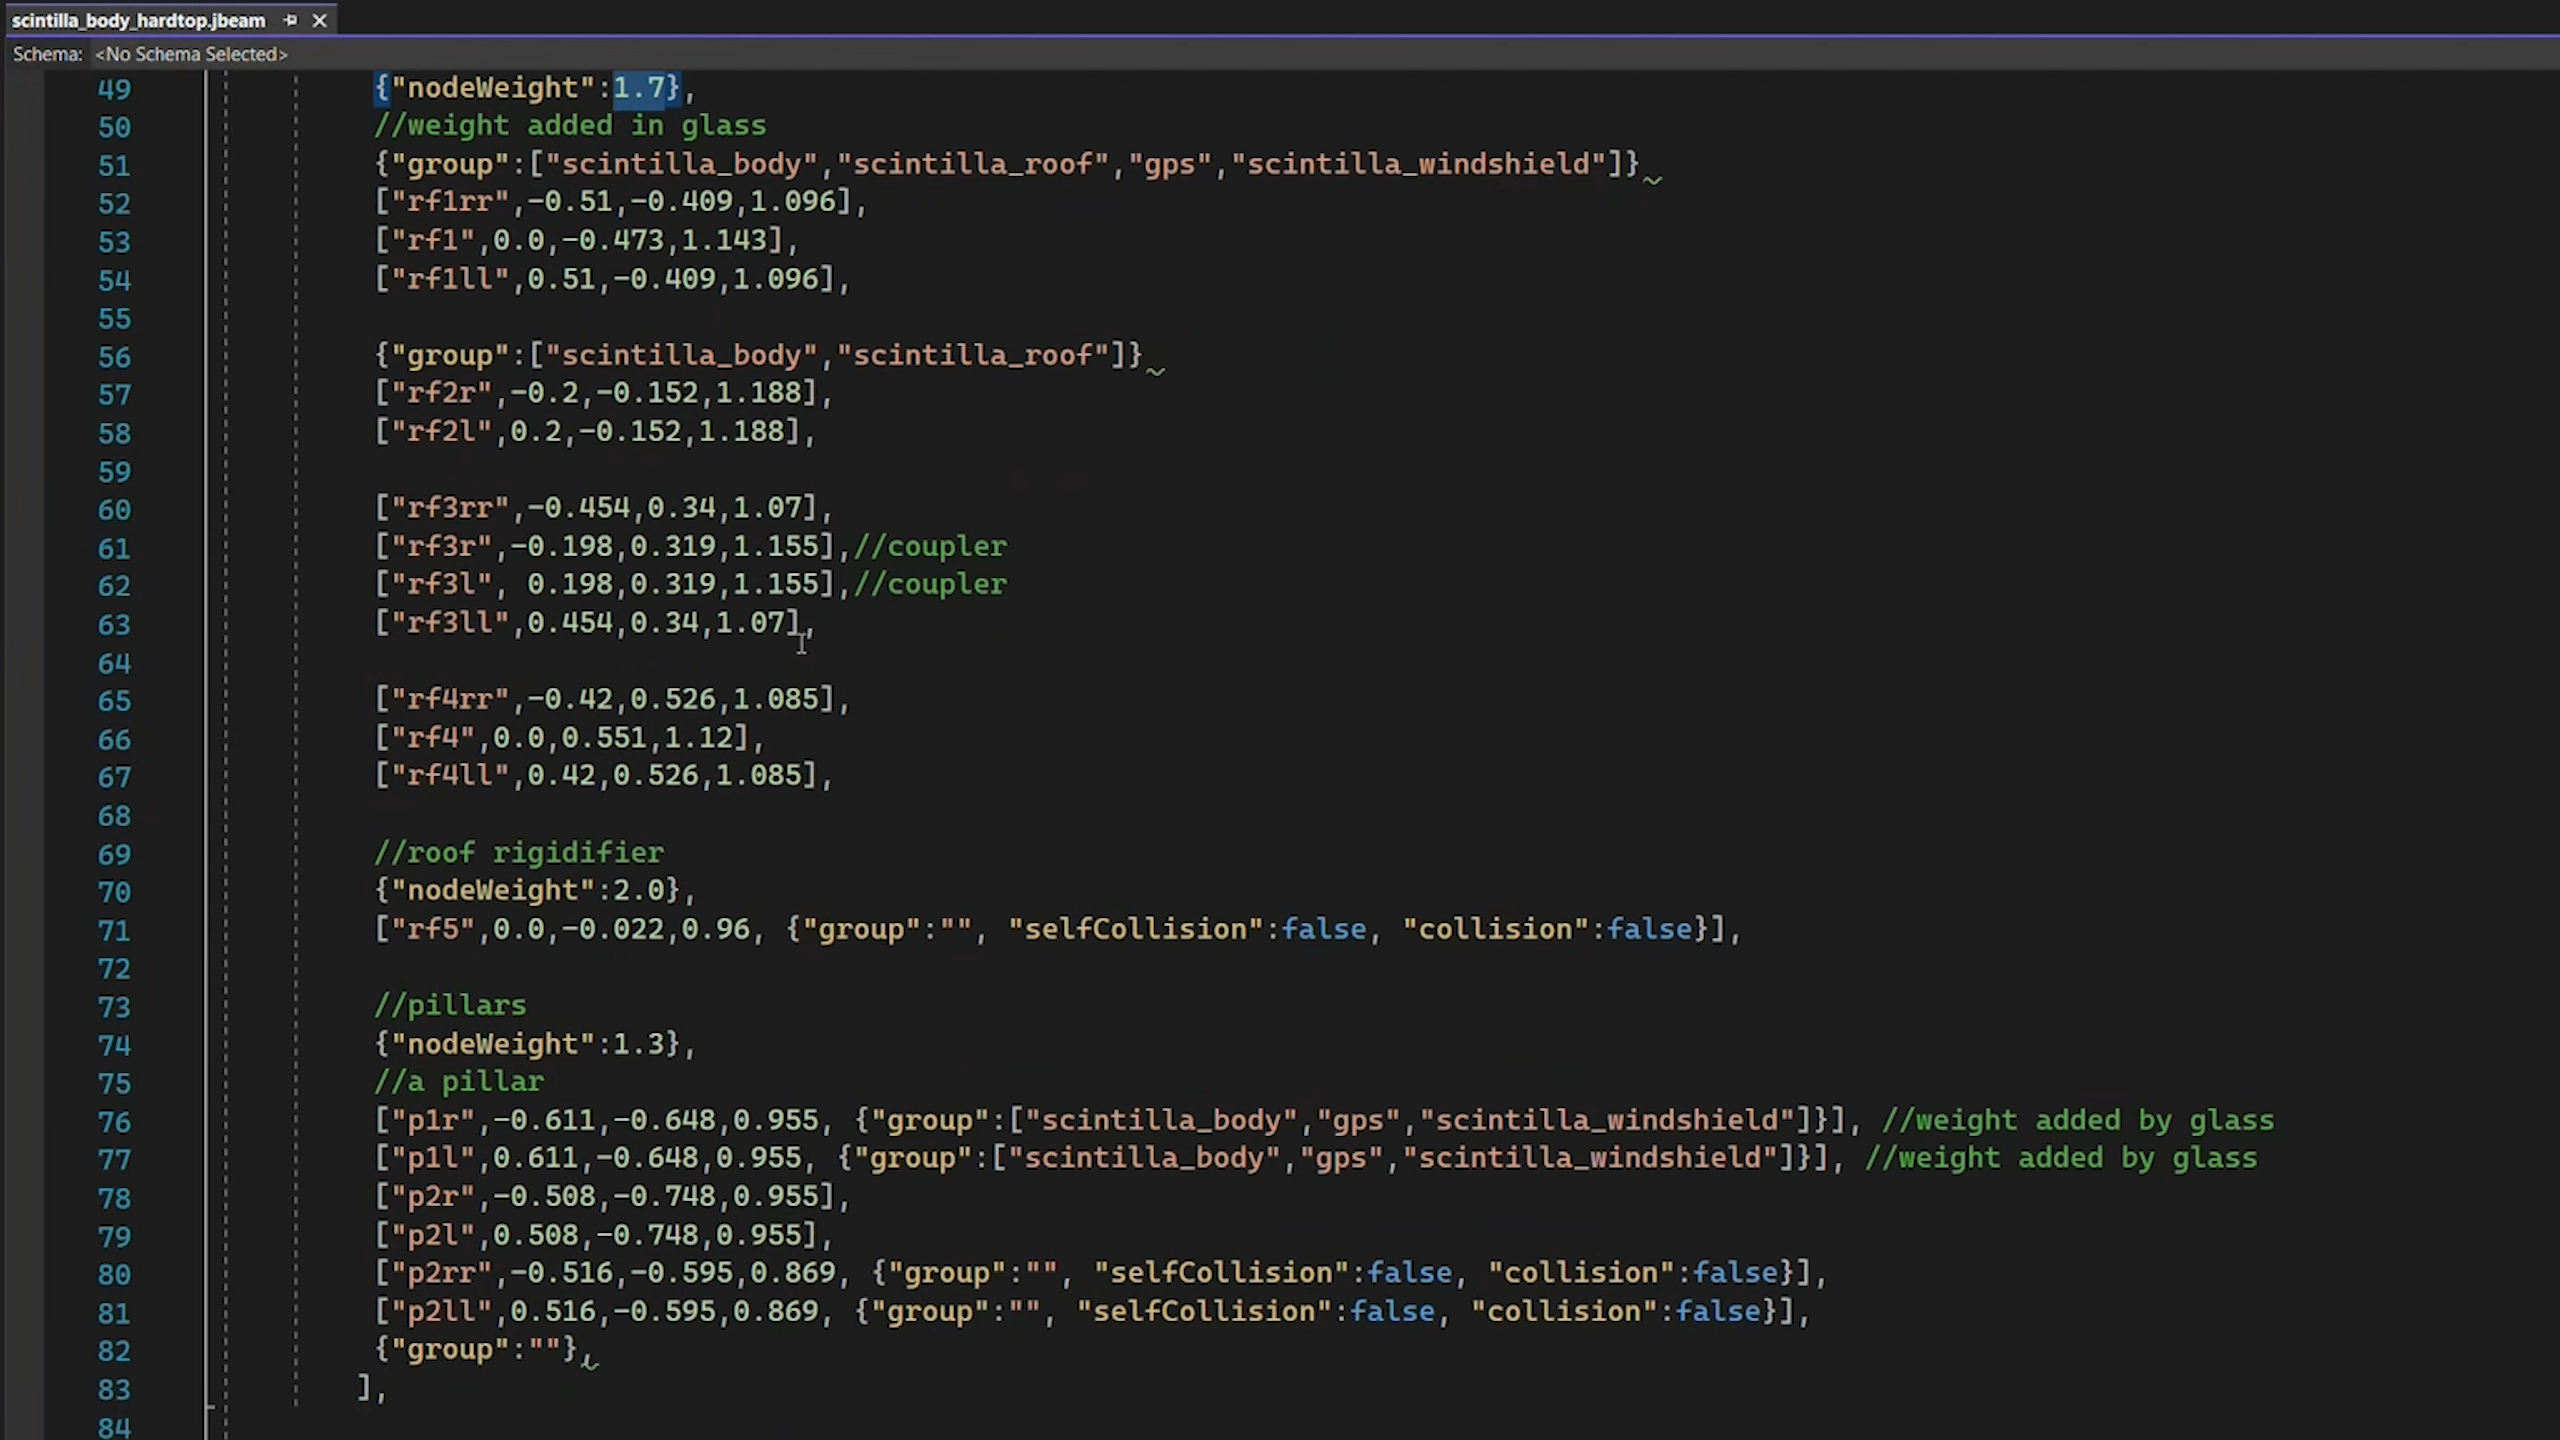 scintilla_body_hardtop.jbeam
Schema: <No Schema Selected>
49 {"nodeWeight":1.7},
50 //weight added in glass
51 {"group":["scintilla_body","scintilla_roof","gps","scintilla_windshield"]}
52 ["rf1rr",-0.51,-0.409,1.096],
53 ["rf1",0.0,-0.473,1.143],
54 ["rf1ll",0.51,-0.409,1.096],
55
56 {"group":["scintilla_body","scintilla_roof"]}
57 ["rf2r",-0.2,-0.152,1.188],
58 ["rf2l",0.2,-0.152,1.188],
59
60 ["rf3rr",-0.454,0.34,1.07],
61 ["rf3r",-0.198,0.319,1.155],//coupler
62 ["rf3l", 0.198,0.319,1.155],//coupler
63 ["rf3ll",0.454,0.34,1.07],
64
65 ["rf4rr",-0.42,0.526,1.085],
66 ["rf4",0.0,0.551,1.12],
67 ["rf4ll",0.42,0.526,1.085],
68
69 //roof rigidifier
70 {"nodeWeight":2.0},
71 ["rf5",0.0,-0.022,0.96, {"group":"", "selfCollision":false, "collision":false}],
72
73 //pillars
74 {"nodeWeight":1.3},
75 //a pillar
76 ["p1r",-0.611,-0.648,0.955, {"group":["scintilla_body","gps","scintilla_windshield"]}], //weight added by glass
77 ["p1l",0.611,-0.648,0.955, {"group":["scintilla_body","gps","scintilla_windshield"]}], //weight added by glass
78 ["p2r",-0.508,-0.748,0.955],
79 ["p2l",0.508,-0.748,0.955],
80 ["p2rr",-0.516,-0.595,0.869, {"group":"", "selfCollision":false, "collision":false}],
81 ["p2ll",0.516,-0.595,0.869, {"group":"", "selfCollision":false, "collision":false}],
82 {"group":""},
83 ],
84